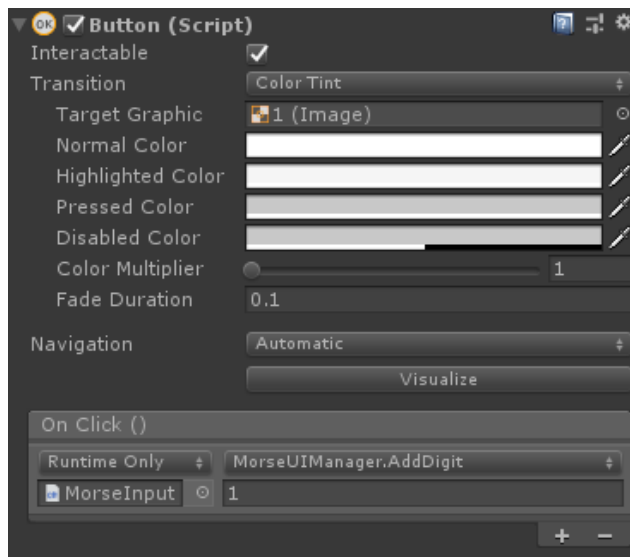 OK Button (Script)
Interactable
Transition Color Tint
Target Graphic 1 (Image)
Normal Color
Highlighted Color
Pressed Color
Disabled Color
Color Multiplier 1
Fade Duration 0.1
Navigation Automatic
Visualize
On Click ()
Runtime Only MorseUIManager.AddDigit
MorseInput 1